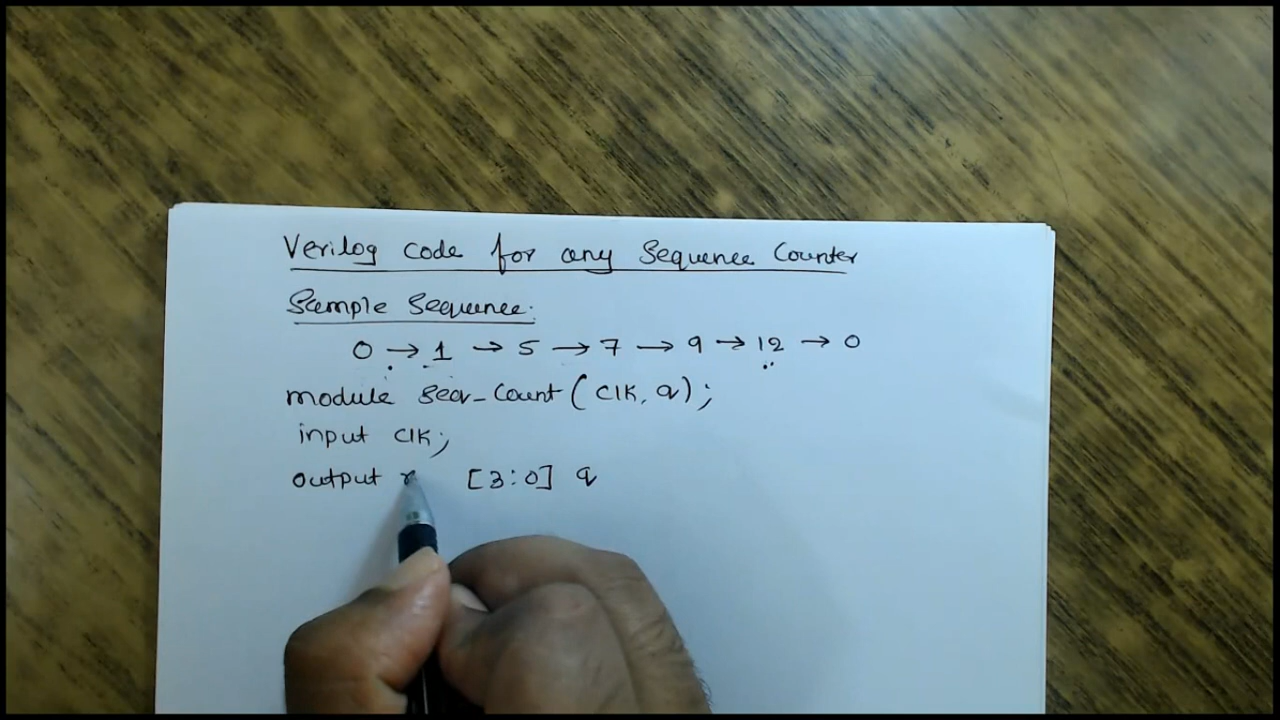 Verilog code for any Sequence Counter
Sample Sequence:
0 → 1 → 5 → 7 → 9 → 12 → 0
module Seq_Count (clk, q);
input clk;
output r [3:0] q